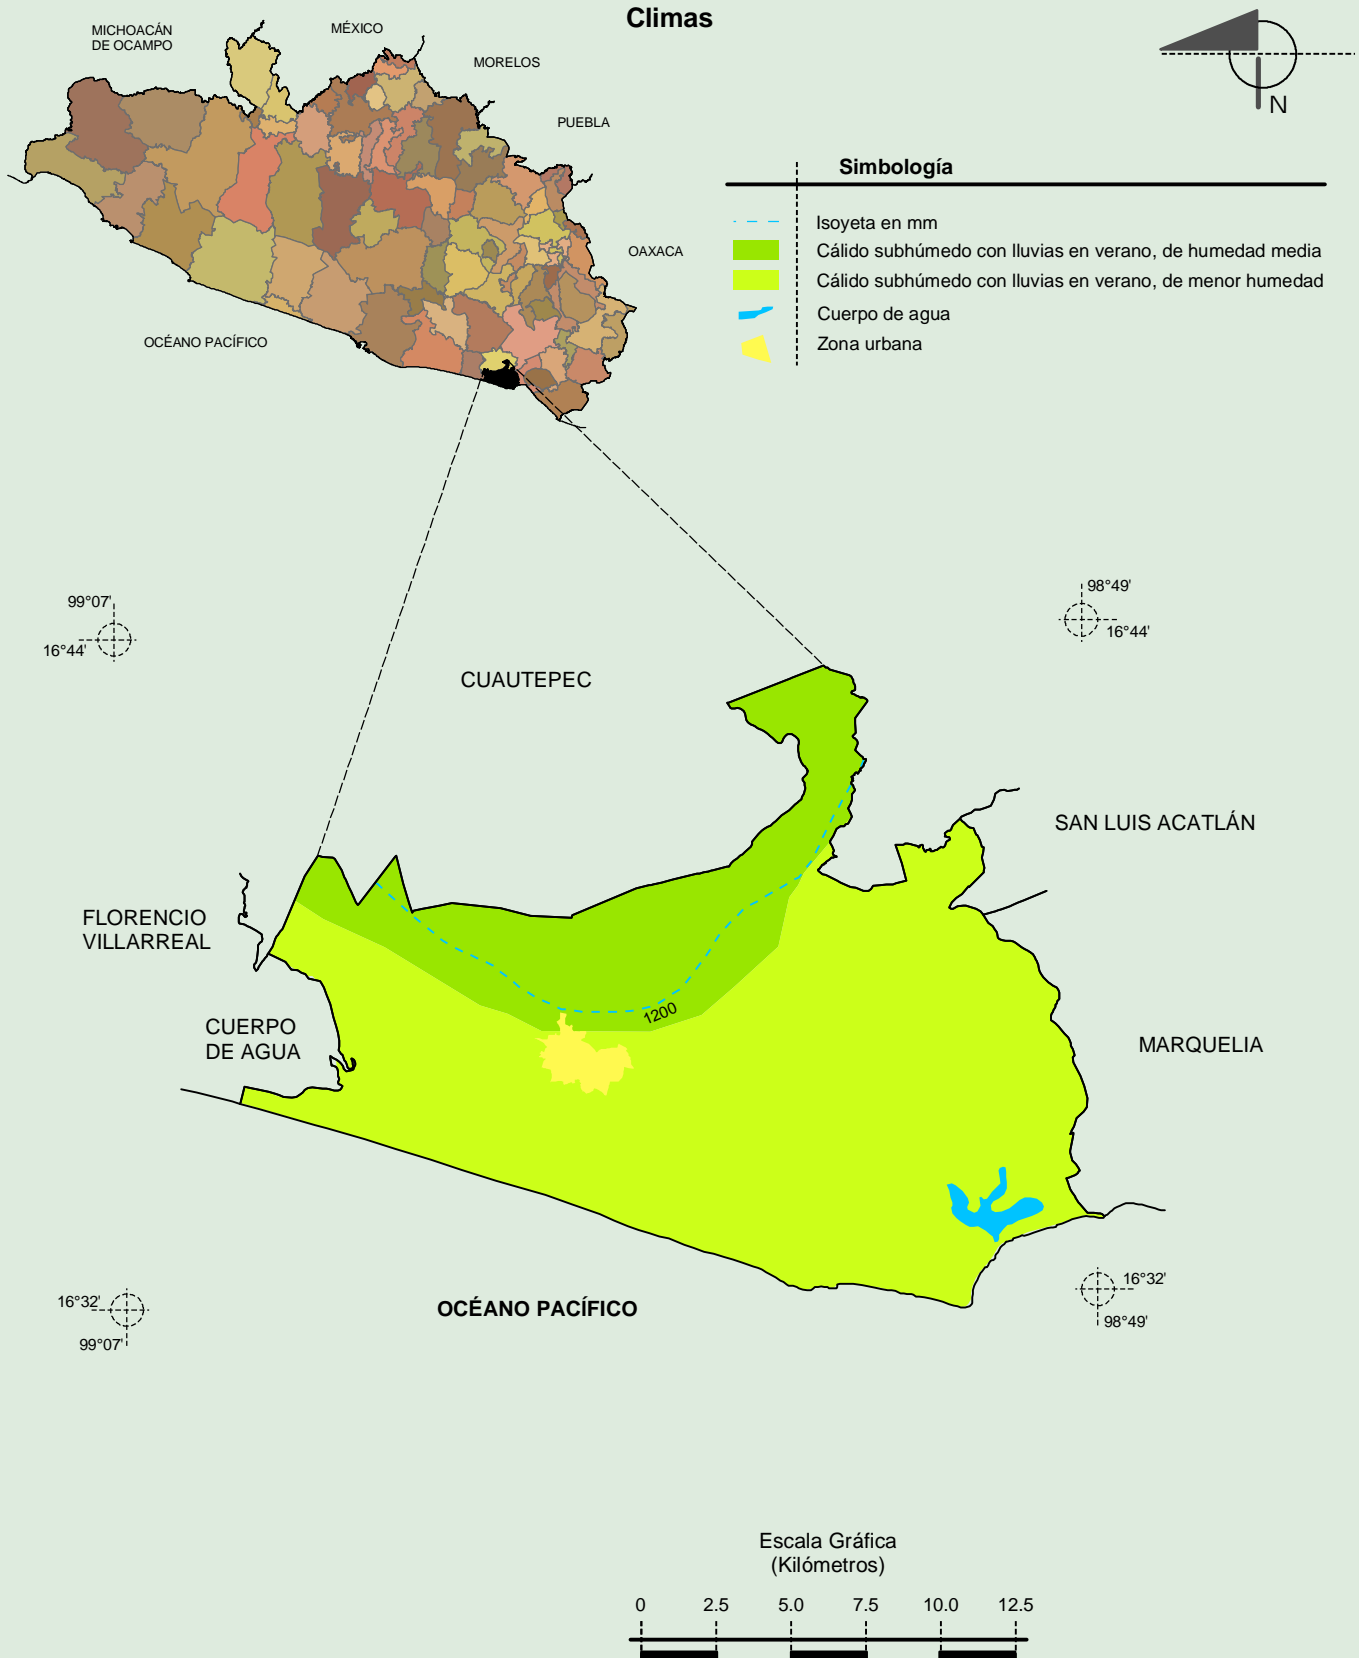 Climas
MICHOACÁN
DE OCAMPO
MÉXICO
MORELOS
PUEBLA
OAXACA
OCÉANO PACÍFICO
N
Simbología
Isoyeta en mm
Cálido subhúmedo con lluvias en verano, de humedad media
Cálido subhúmedo con lluvias en verano, de menor humedad
Cuerpo de agua
Zona urbana
99°07'
16°44'
98°49'
16°44'
CUAUTEPEC
SAN LUIS ACATLÁN
FLORENCIO
VILLARREAL
CUERPO
DE AGUA
1200
MARQUELIA
16°32'
99°07'
OCÉANO PACÍFICO
16°32'
98°49'
Escala Gráfica
(Kilómetros)
0 2.5 5.0 7.5 10.0 12.5